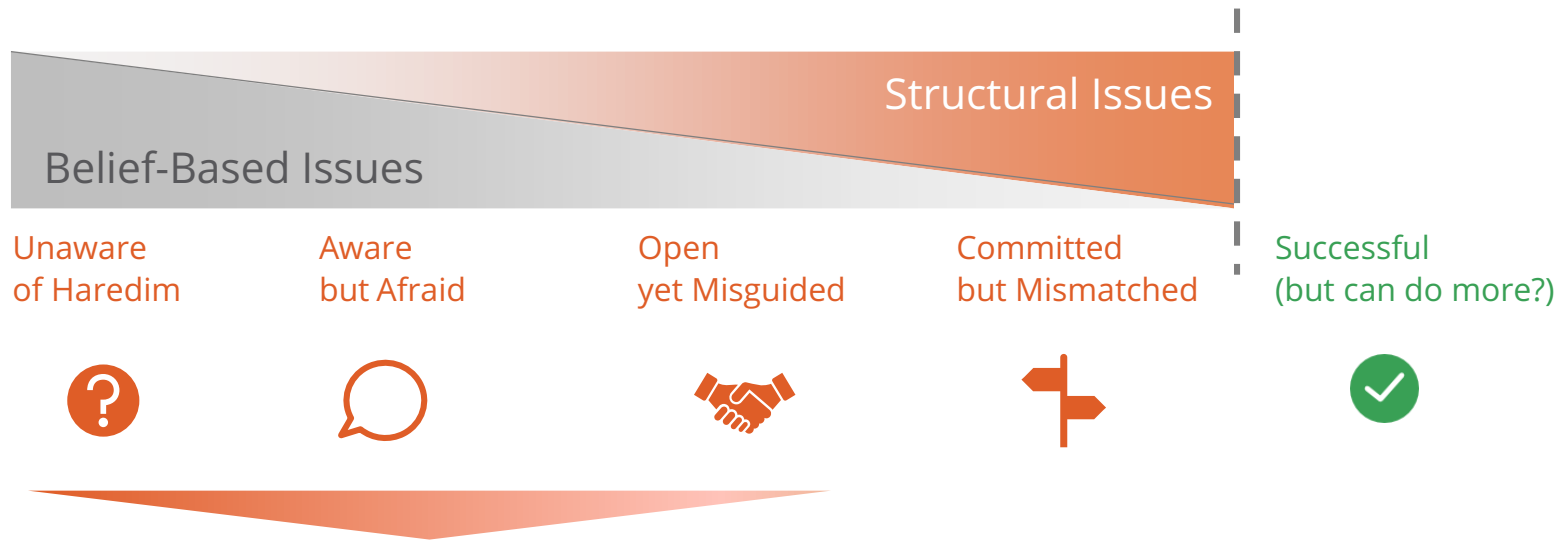 Structural Issues
Belief-Based Issues
Unaware
of Haredim
Aware
but Afraid
Open
yet Misguided
Committed
but Mismatched
Successful
(but can do more?)
?